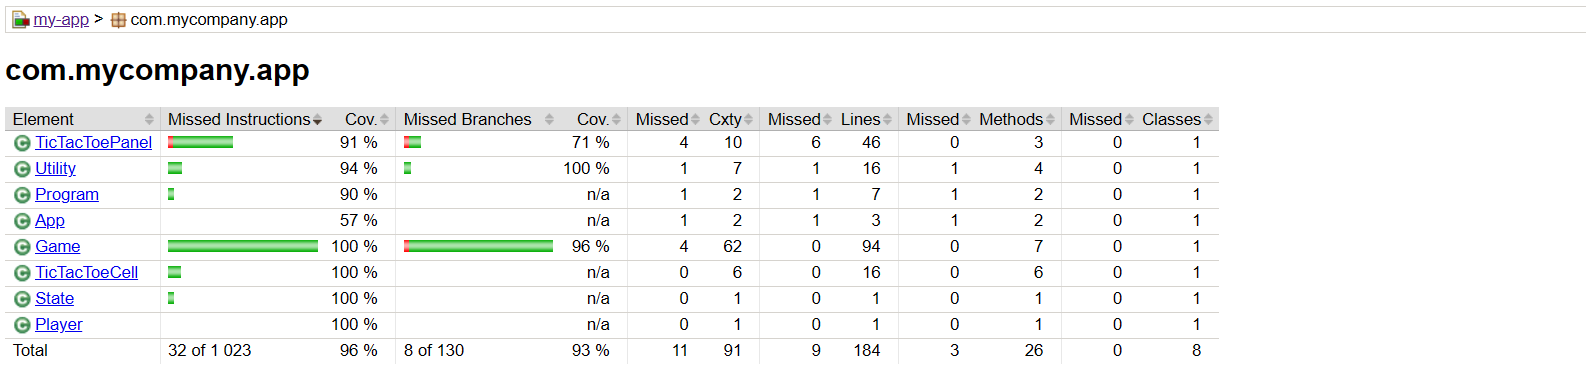 my-app > com.mycompany.app
com.mycompany.app
Element Missed Instructions Cov. Missed Branches Cov. Missed Cxty Missed Lines Missed Methods Missed Classes
TicTacToePanel 91 % 71 % 4 10 6 46 0 3 0 1
Utility 94 % 100 % 1 7 1 16 1 4 0 1
Program 90 % n/a 1 2 1 7 1 2 0 1
App 57 % n/a 1 2 1 3 1 2 0 1
Game 100 % 96 % 4 62 0 94 0 7 0 1
TicTacToeCell 100 % n/a 0 6 0 16 0 6 0 1
State 100 % n/a 0 1 0 1 0 1 0 1
Player 100 % n/a 0 1 0 1 0 1 0 1
Total 32 of 1 023 96 % 8 of 130 93 % 11 91 9 184 3 26 0 8